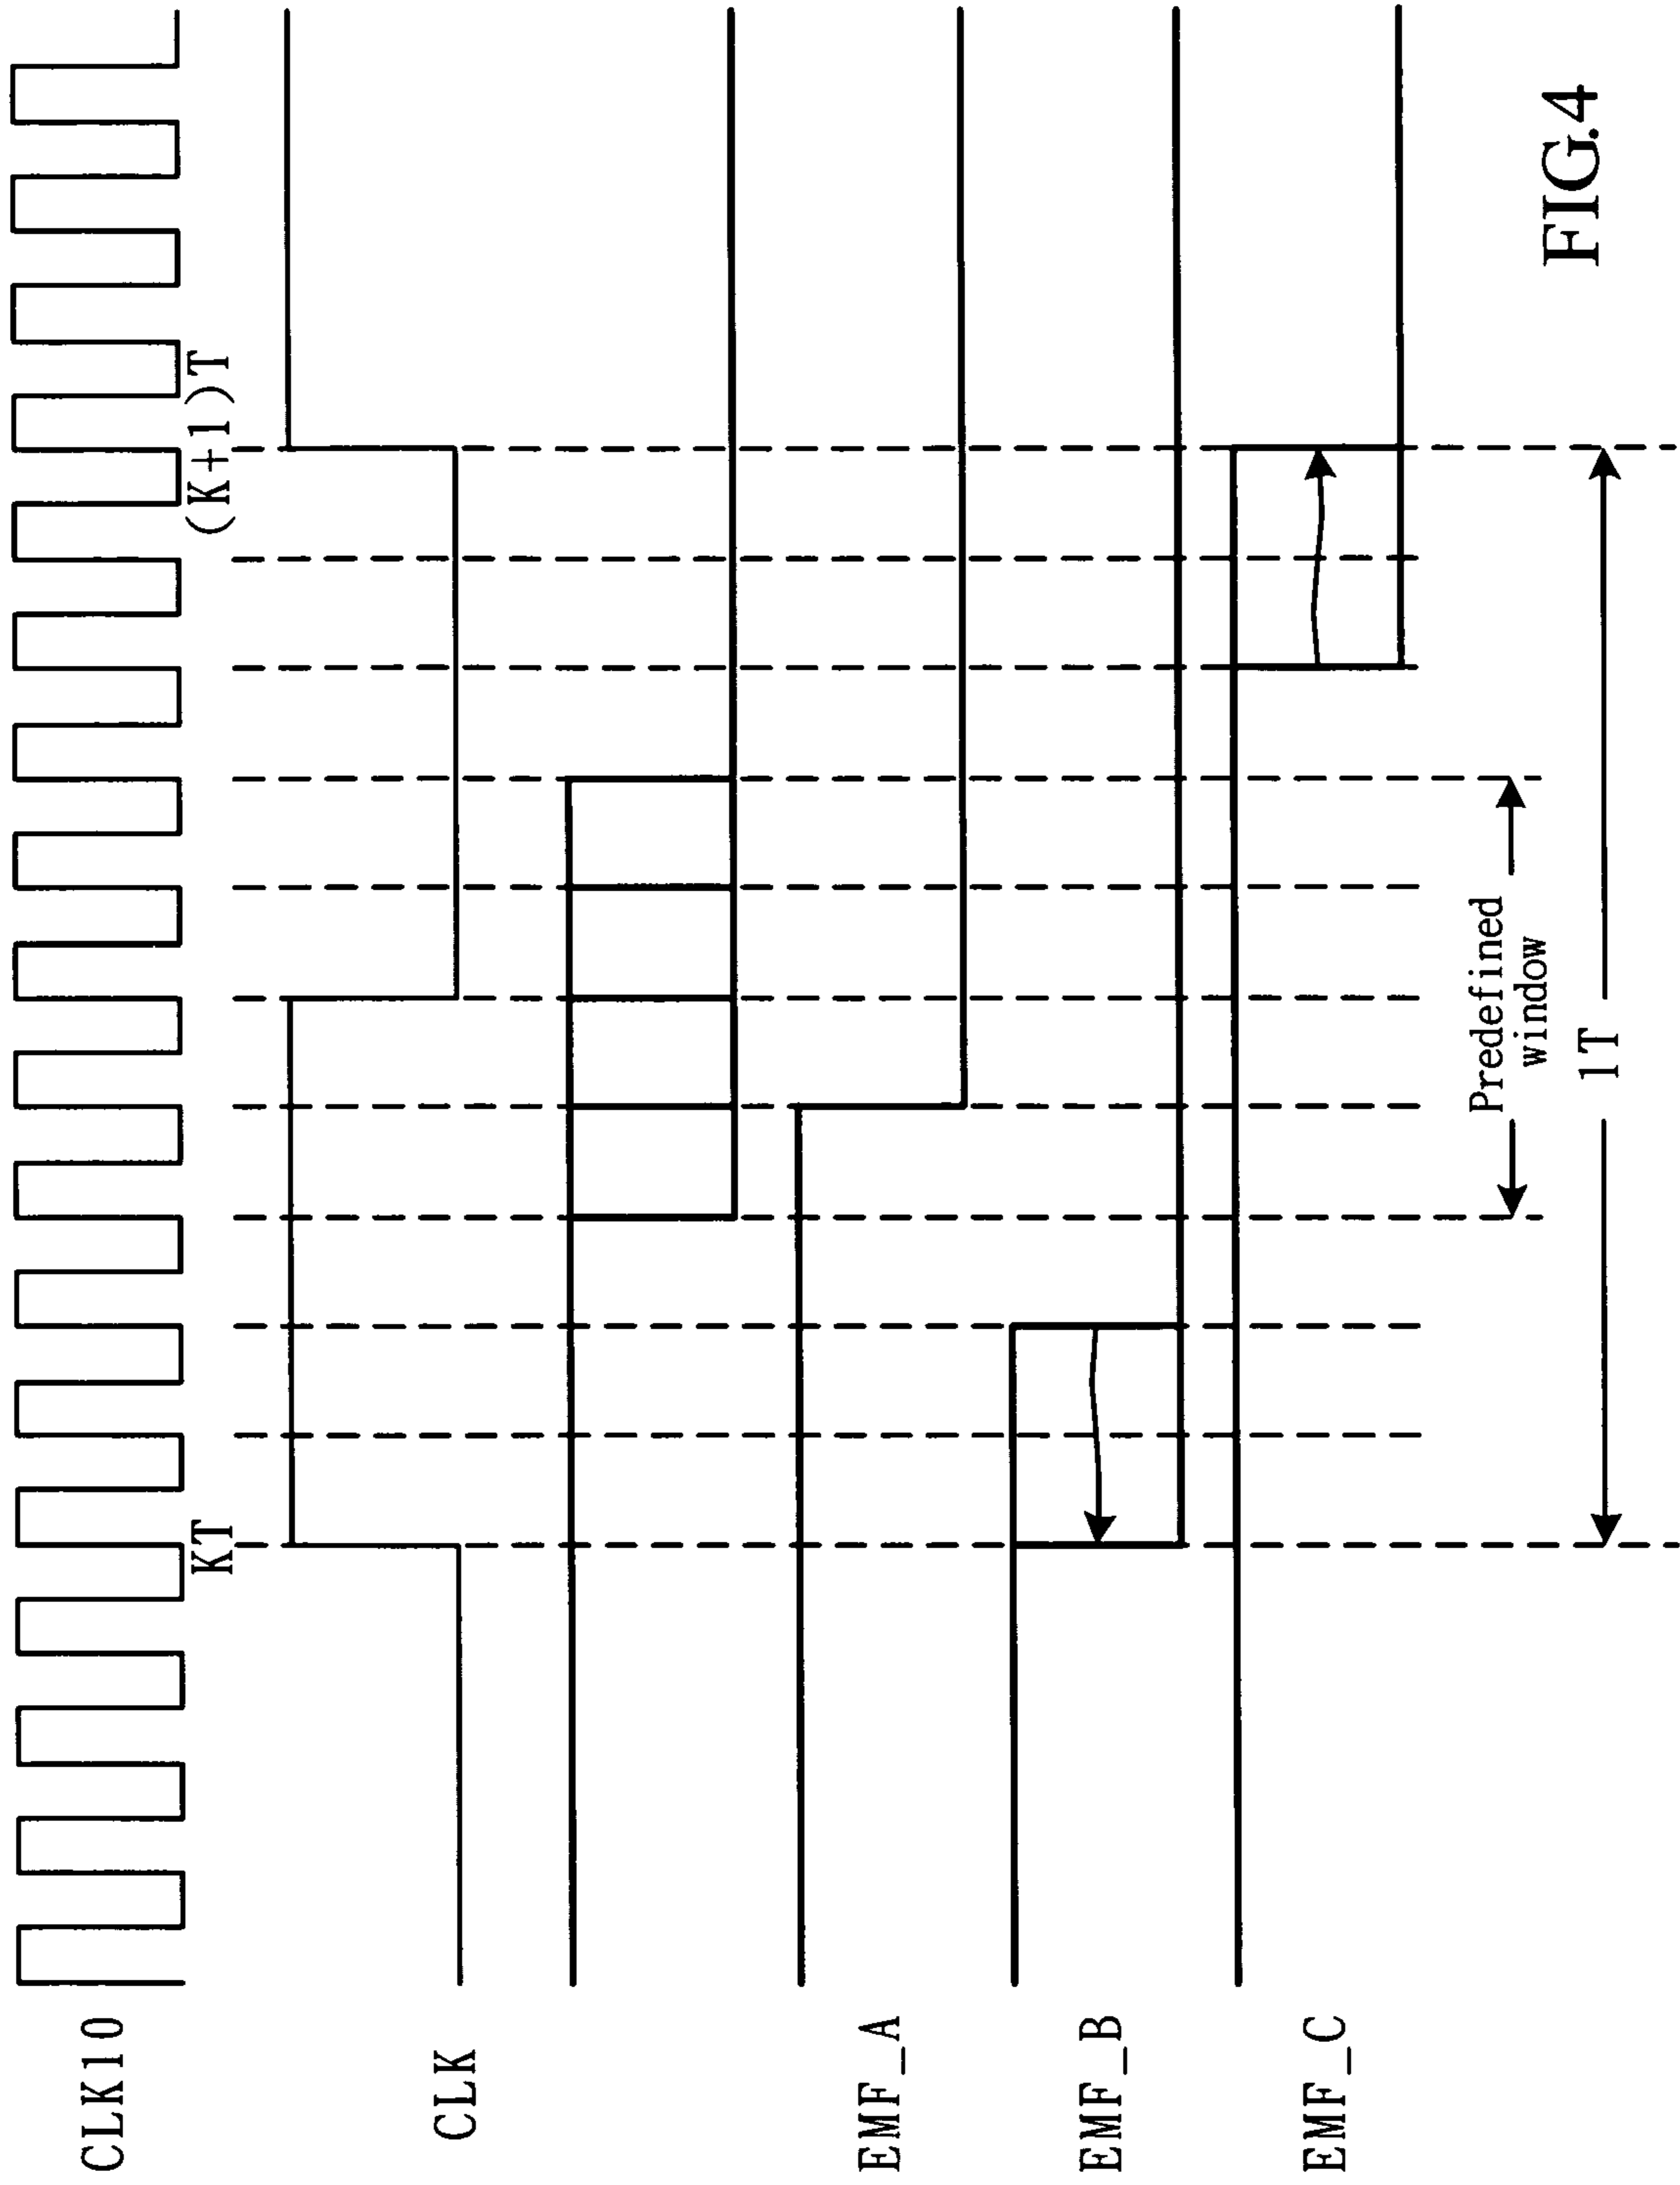 CLK10
KT
(K+1)T
CLK
EMF_A
EMF_B
EMF_C
Predefined
window
1T
FIG.4